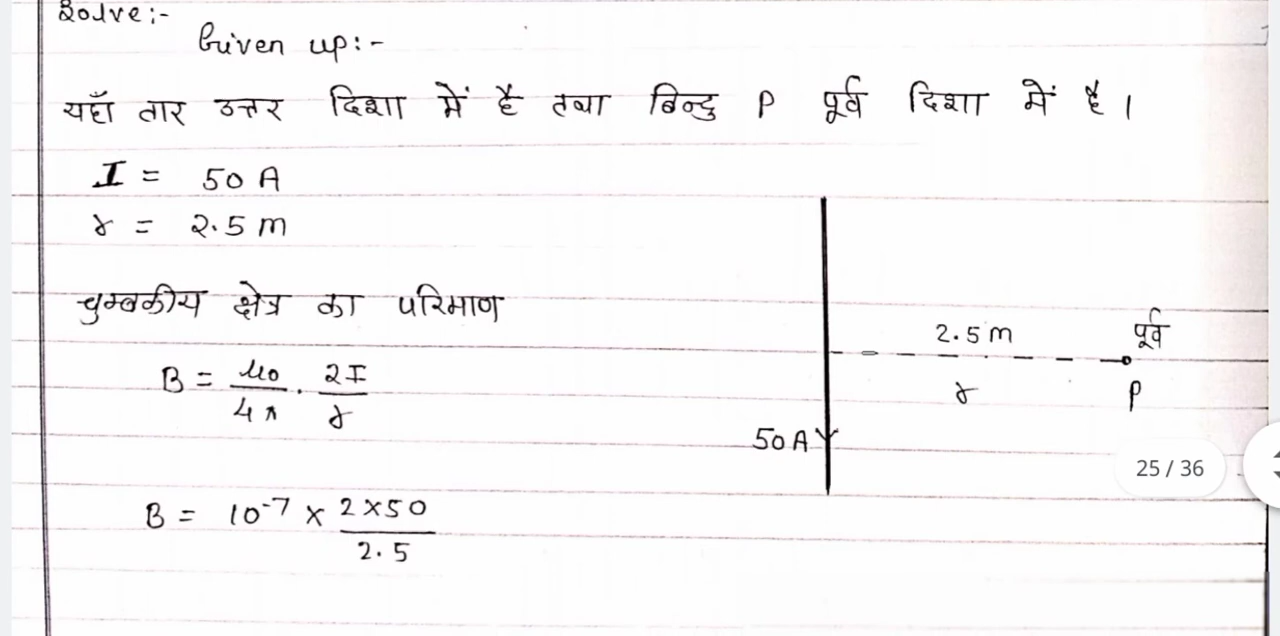 Solve:-
Given up:-
यहाँ तार उत्तर दिशा में है तथा बिन्दु P पूर्व दिशा में है।
I = 50 A
r = 2.5 m
चुम्बकीय क्षेत्र का परिमाण
2.5 m पूर्व
r P
B = μ0/4π · 2I/r
50 A
25 / 36
B = 10⁻⁷ × 2×50/2.5